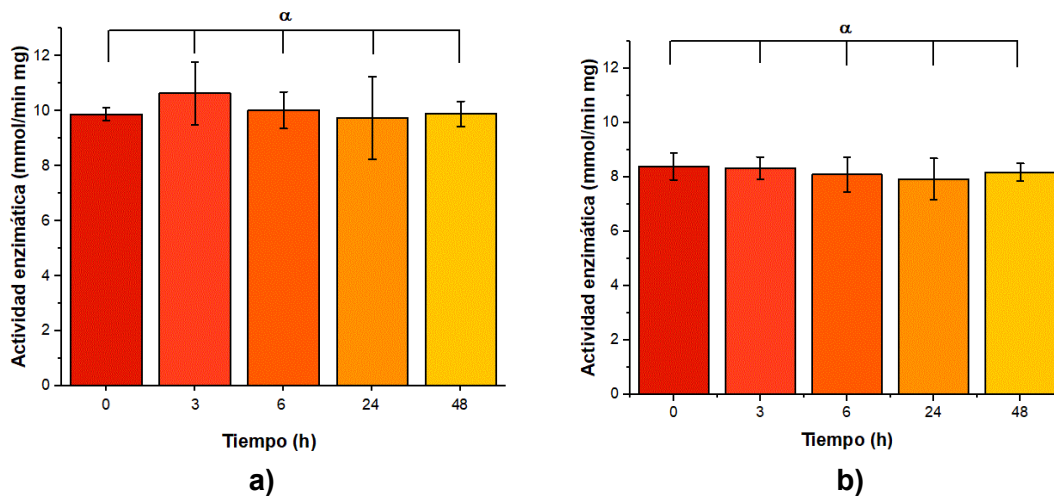 α
12
10
8
6
4
2
0
Actividad enzimática (mmol/min mg)
0 3 6 24 48
Tiempo (h)
a)
α
12
10
8
6
4
2
0
Actividad enzimática (mmol/min mg)
0 3 6 24 48
Tiempo (h)
b)